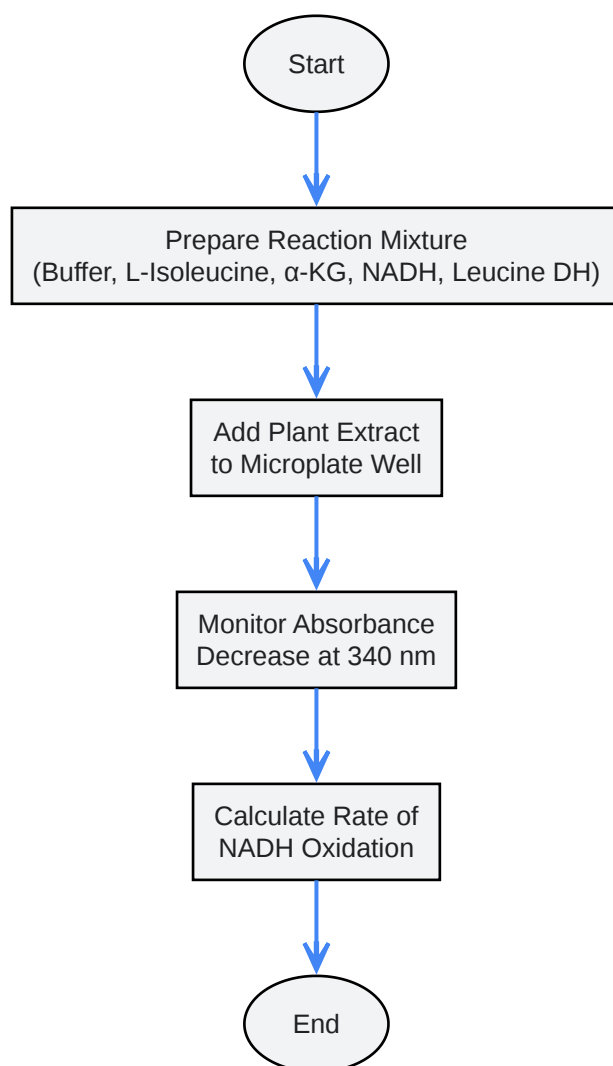 Start
Prepare Reaction Mixture
(Buffer, L-Isoleucine, α-KG, NADH, Leucine DH)
Add Plant Extract
to Microplate Well
Monitor Absorbance
Decrease at 340 nm
Calculate Rate of
NADH Oxidation
End